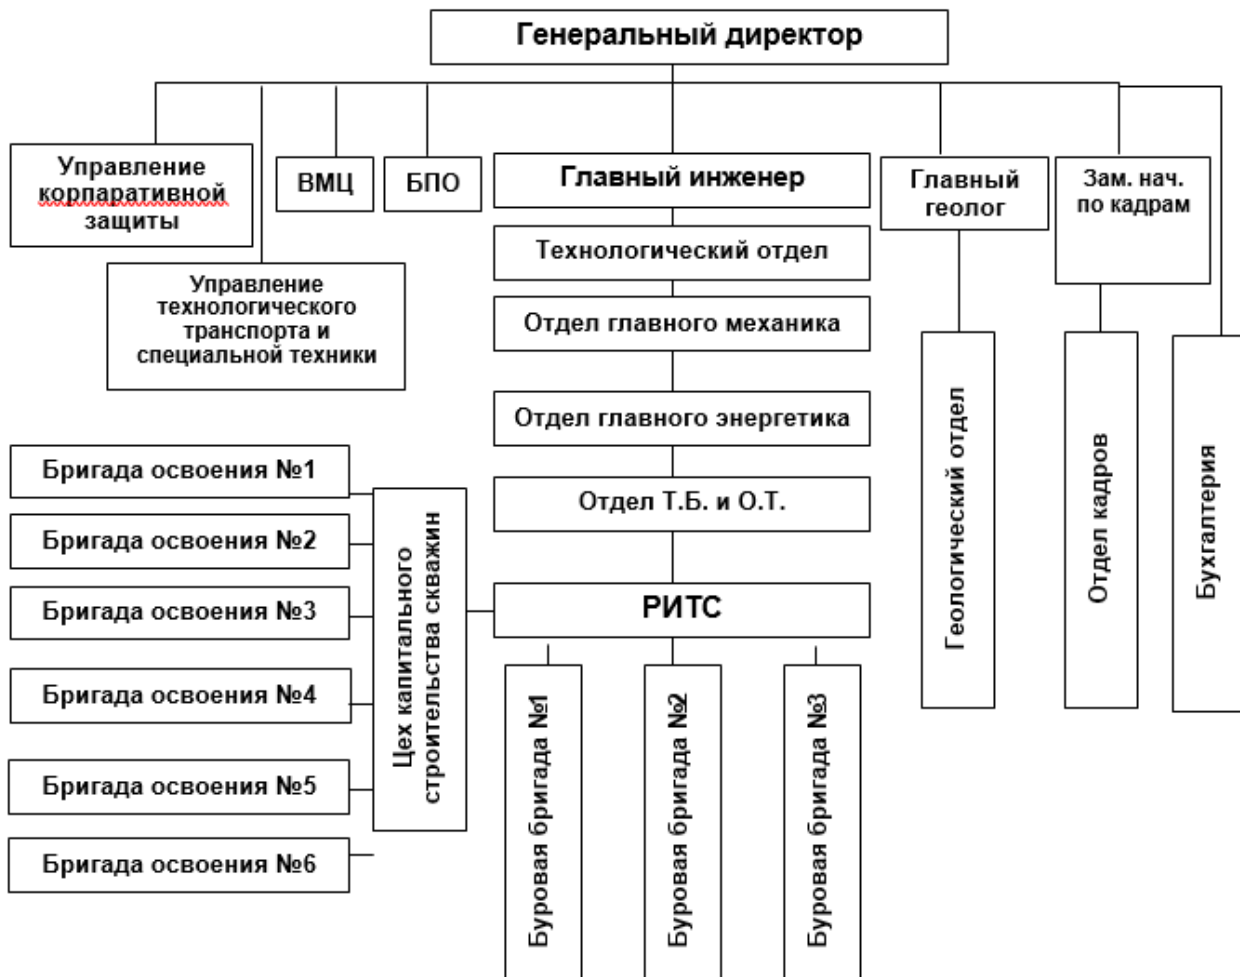 Генеральный директор
Управление
корпаративной
защиты
ВМЦ
БПО
Главный инженер
Главный
геолог
Зам. нач.
по кадрам
Технологический отдел
Управление
технологического
транспорта и
специальной техники
Отдел главного механика
Отдел главного энергетика
Отдел Т.Б. и О.Т.
РИТС
Бригада освоения №1
Бригада освоения №2
Бригада освоения №3
Бригада освоения №4
Бригада освоения №5
Бригада освоения №6
Цех капитального
строительства скважин
Буровая бригада №1
Буровая бригада №2
Буровая бригада №3
Геологический отдел
Отдел кадров
Бухгалтерия